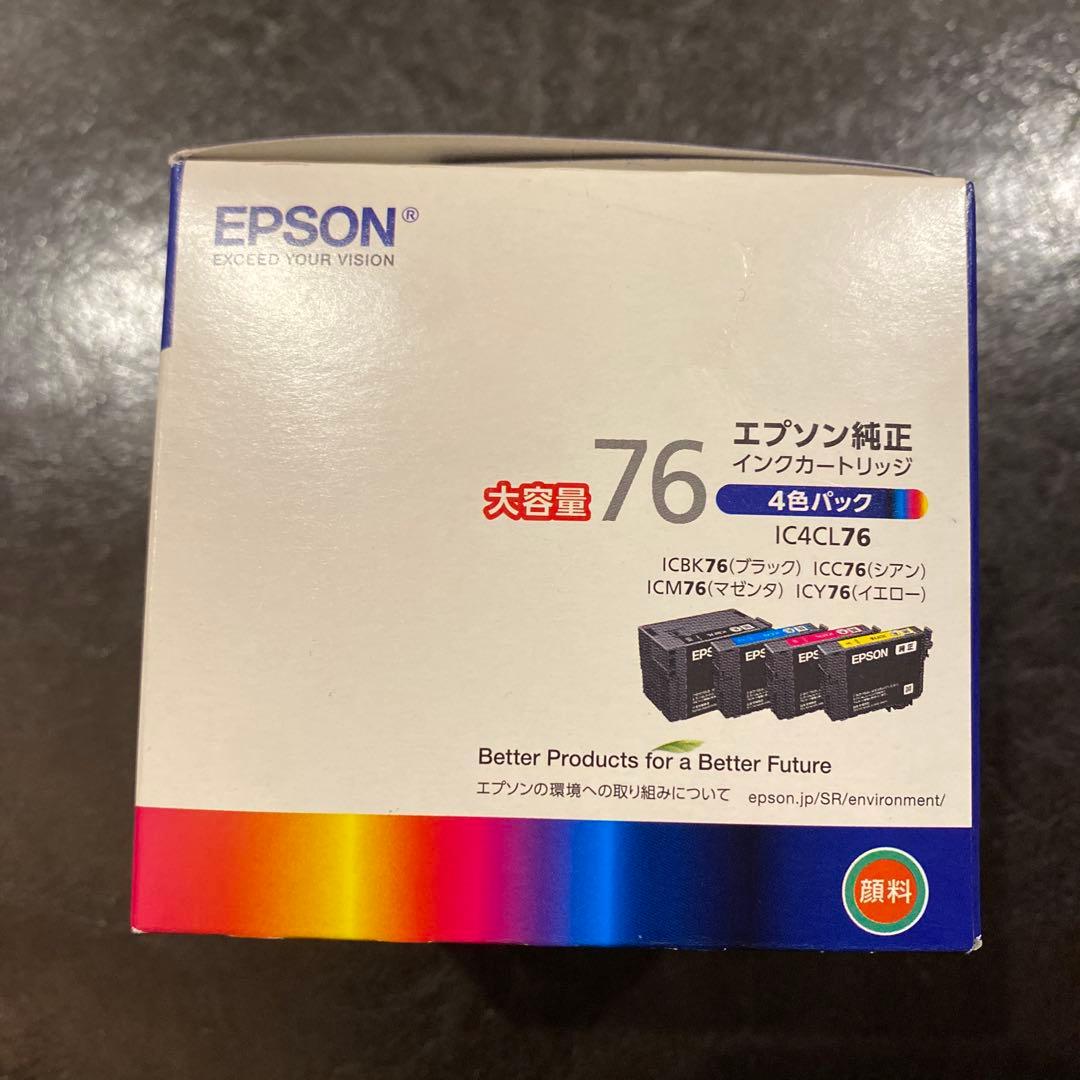 EPSON®
EXCEED YOUR VISION
エプソン純正
インクカートリッジ
大容量 76 4色パック
IC4CL76
ICBK76(ブラック) ICC76(シアン)
ICM76(マゼンタ) ICY76(イエロー)
EPSON 純正
Better Products for a Better Future
エプソンの環境への取り組みについて epson.jp/SR/environment/
顔料